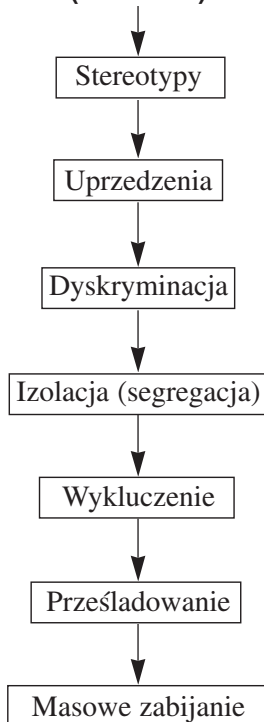 Stereotypy
Uprzedzenia
Dyskryminacja
Izolacja (segregacja)
Wykluczenie
Prześladowanie
Masowe zabijanie